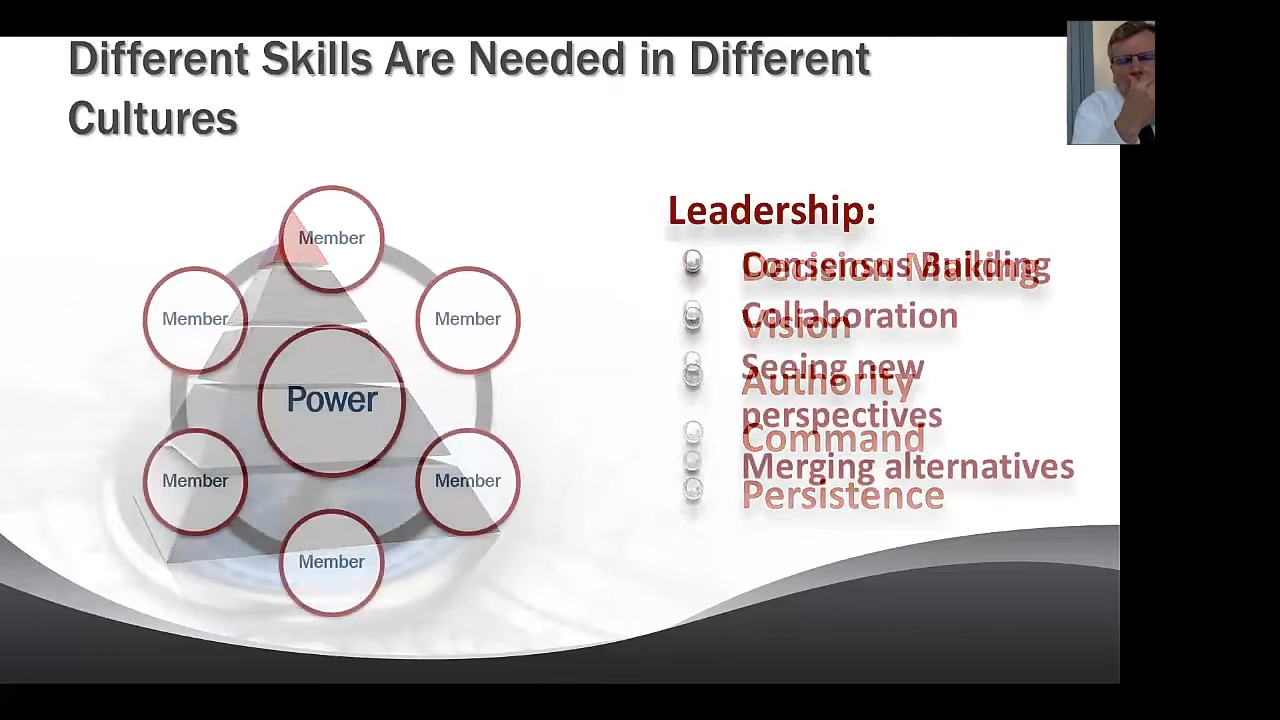 Different Skills Are Needed in Different
Cultures
Member
Member
Member
Power
Member
Member
Member
Leadership:
Consensus Building
Decision Making
Collaboration
Vision
Seeing new
Authority
perspectives
Command
Merging alternatives
Persistence